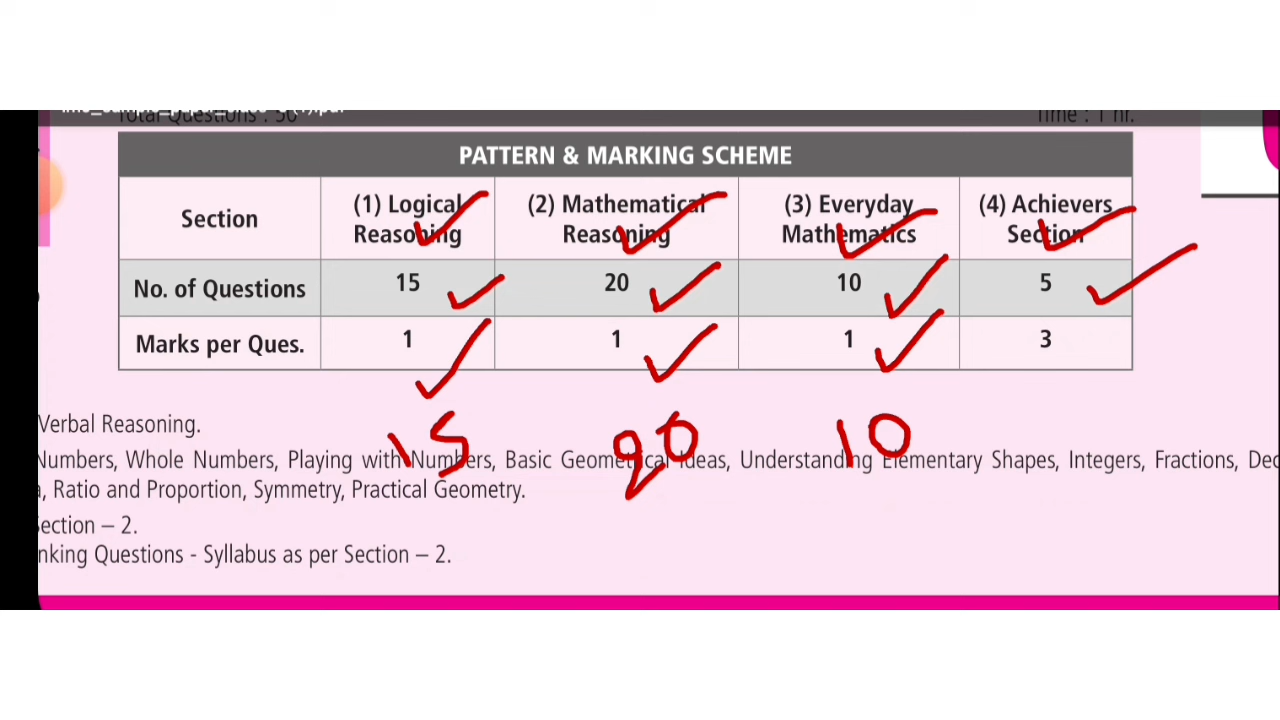 Total Questions : 50 Time : 1 hr.
PATTERN & MARKING SCHEME
Section (1) Logical Reasoning (2) Mathematical Reasoning (3) Everyday Mathematics (4) Achievers Section
No. of Questions 15 20 10 5
Marks per Ques. 1 1 1 3
15 20 10
Verbal Reasoning.
Numbers, Whole Numbers, Playing with Numbers, Basic Geometrical Ideas, Understanding Elementary Shapes, Integers, Fractions, Dec
a, Ratio and Proportion, Symmetry, Practical Geometry.
Section – 2.
nking Questions - Syllabus as per Section – 2.